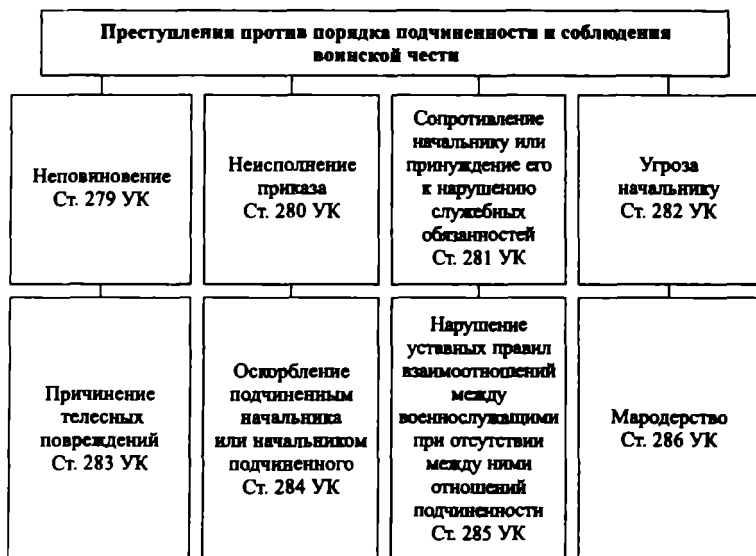 Преступления против порядка подчиненности и соблюдения
воинской чести
Неповиновение
Ст. 279 УК
Неисполнение
приказа
Ст. 280 УК
Сопротивление
начальнику или
принуждение его
к нарушению
служебных
обязанностей
Ст. 281 УК
Угроза
начальнику
Ст. 282 УК
Причинение
телесных
повреждений
Ст. 283 УК
Оскорбление
подчиненным
начальника
или начальником
подчиненного
Ст. 284 УК
Нарушение
уставных правил
взаимоотношений
между
военнослужащими
при отсутствии
между ними
отношений
подчиненности
Ст. 285 УК
Мародерство
Ст. 286 УК